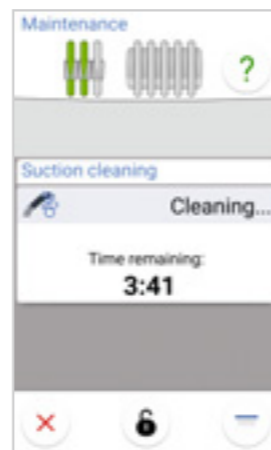 Maintenance
?
Suction cleaning
Cleaning...
Time remaining:
3:41